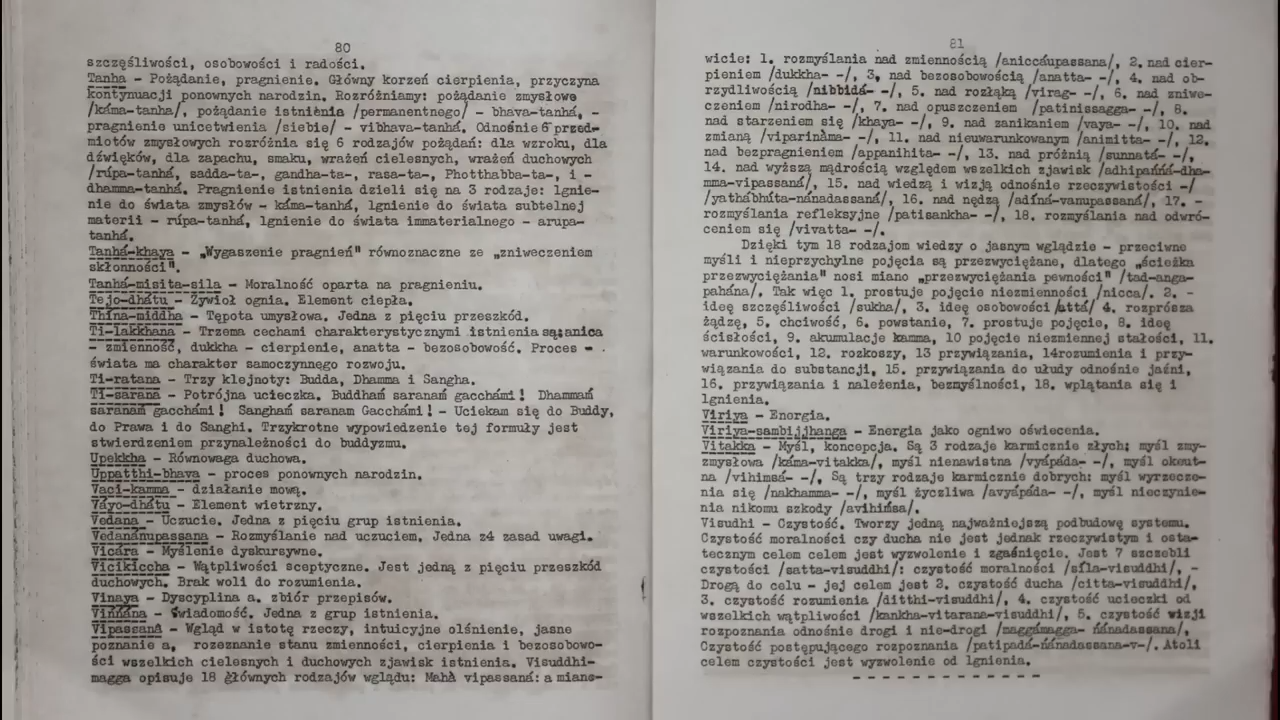 80
szczęśliwości, osobowości i radości.
Tanha - Pożądanie, pragnienie. Główny korzeń cierpienia, przyczyna
kontynuacji ponownych narodzin. Rozróżniamy: pożądanie zmysłowe
/káma-tanha/, pożądanie istnienia /permanentnego/ - bhava-tanhá, -
pragnienie unicetwienia /siebie/ - vibhava-tanhá. Odnośnie 6 przed-
miotów zmysłowych rozróżnia się 6 rodzajów pożądań: dla wzroku, dla
dźwięków, dla zapachu, smaku, wrażeń cielesnych, wrażeń duchowych
/rúpa-tanhá, sadda-ta-, gandha-ta-, rasa-ta-, Photthabba-ta-, i -
dhamma-tanhá. Pragnienie istnienia dzieli się na 3 rodzaje: lgnie-
nie do świata zmysłów - káma-tanhá, lgnienie do świata subtelnej
materii - rúpa-tanhá, lgnienie do świata immaterialnego - arupa-
tanhá.
Tanhá-khaya - „Wygaszenie pragnień" równoznaczne ze „zniweczeniem
skłonności".
Tanhá-misita-sila - Moralność oparta na pragnieniu.
Tejo-dhátu - Żywioł ognia. Element ciepła.
Thína-middha - Tępota umysłowa. Jedna z pięciu przeszkód.
Ti-lakkhana - Trzema cechami charakterystycznymi istnienia są: anica
- zmienność, dukkha - cierpienie, anatta - bezosobowość. Proces -
świata ma charakter samoczynnego rozwoju.
Ti-ratana - Trzy klejnoty: Budda, Dhamma i Sangha.
Ti-sarana - Potrójna ucieczka. Buddhaḿ saranaḿ gacchámi! Dhammaḿ
saranaḿ gacchámi! Sanghaḿ saranam Gacchámi! - Uciekam się do Buddy,
do Prawa i do Sanghi. Trzykrotne wypowiedzenie tej formuły jest
stwierdzeniem przynależności do buddyzmu.
Upekkha - Równowaga duchowa.
Uppatthi-bhava - proces ponownych narodzin.
Vaci-kamma - działanie mową.
Váyo-dhátu - Element wietrzny.
Vedana - Uczucie. Jedna z pięciu grup istnienia.
Vedanánupassana - Rozmyślanie nad uczuciem. Jedna z4 zasad uwagi.
Vicára - Myślenie dyskursywne.
Vicikiccha - Wątpliwości sceptyczne. Jest jedną z pięciu przeszkód
duchowych. Brak woli do rozumienia.
Vinaya - Dyscyplina a. zbiór przepisów.
Vinńána - Świadomość. Jedna z grup istnienia.
Vipassaná - Wgląd w istotę rzeczy, intuicyjne olśnienie, jasne
poznanie a, rozeznanie stanu zmienności, cierpienia i bezosobowo-
ści wszelkich cielesnych i duchowych zjawisk istnienia. Visuddhi-
magga opisuje 18 głównych rodzajów wglądu: Mahà vipassaná: a miano-
81
wicie: 1. rozmyślania nad zmiennością /aniccáupassana/, 2. nad cier-
pieniem /dukkha- -/, 3, nad bezosobowością /anatta- -/, 4. nad ob-
rzydliwością /nibbidá- -/, 5. nad rozłąką /virag- -/, 6. nad zniwe-
czeniem /nirodha- -/, 7. nad opuszczeniem /patinissagga- -/, 8.
nad starzeniem się /khaya- -/, 9. nad zanikaniem /vaya- -/, 10. nad
zmianą /viparinàma- -/, 11. nad nieuwarunkowanym /animitta- -/, 12.
nad bezpragnieniem /appanihita- -/, 13. nad próżnią /sunnatá- -/,
14. nad wyższą mądrością względem wszelkich zjawisk /adhipańńá-dha-
mma-vipassaná/, 15. nad wiedzą i wizją odnośnie rzeczywistości -/
/yathábhúta-nánadassaná/, 16. nad nędzą /adíná-vanupassaná/, 17. -
rozmyślania refleksyjne /patisankha- -/, 18. rozmyślania nad odwró-
ceniem się /vivatta- -/.
Dzięki tym 18 rodzajom wiedzy o jasnym wglądzie - przeciwne
myśli i nieprzychylne pojęcia są przezwyciężane, dlatego „ścieżka
przezwyciężania" nosi miano „przezwyciężania pewności" /tad-anga-
pahána/, Tak więc 1. prostuje pojęcie niezmienności /nicca/. 2. -
ideę szczęśliwości /sukha/, 3. ideę osobowości /attá/ 4. rozprósza
żądzę, 5. chciwość, 6. powstanie, 7. prostuje pojęcie, 8. ideę
ścisłości, 9. akumulacje kamma, 10 pojęcie niezmiennej stałości, 11.
warunkowości, 12. rozkoszy, 13 przywiązania, 14rozumienia i przy-
wiązania do substancji, 15. przywiązania do ułudy odnośnie jaśni,
16. przywiązania i należenia, bezmyślności, 18. wplątania się i
lgnienia.
Viriya - Energia.
Viriya-sambijjhanga - Energia jako ogniwo oświecenia.
Vitakka - Myśl, koncepcja. Są 3 rodzaje karmicznie złych; myśl zmy-
zmysłowa /káma-vitakka/, myśl nienawistna /vyápáda- -/, myśl okrut-
na /vihimsá- -/, Są trzy rodzaje karmicznie dobrych: myśl wyrzecze-
nia się /nakhamma- -/, myśl życzliwa /avyápáda- -/, myśl nieczynie-
nia nikomu szkody /avihimsa/.
Visudhi - Czystość. Tworzy jedną najważniejszą podbudowę systemu.
Czystość moralności czy ducha nie jest jednak rzeczywistym i osta-
tecznym celem celem jest wyzwolenie i zgaśnięcie. Jest 7 szczebli
czystości /satta-visuddhi/: czystość moralności /síla-visuddhi/, -
Drogą do celu - jej celem jest 2. czystość ducha /citta-visuddhi/,
3. czystość rozumienia /ditthi-visuddhi/, 4. czystość ucieczki od
wszelkich wątpliwości /kankha-vitarana-visuddhi/, 5. czystość wizji
rozpoznania odnośnie drogi i nie-drogi /maggámagga- ńánadassana/,
Czystość postępującego rozpoznania /patipadá-ńánadassana-v-/. Atoli
celem czystości jest wyzwolenie od lgnienia.